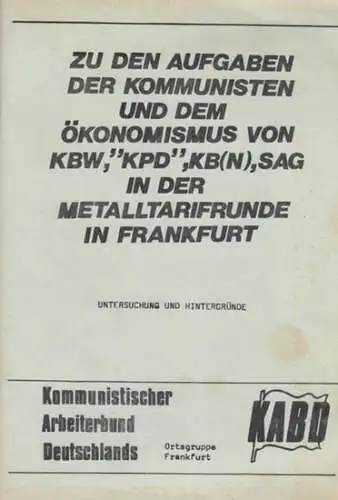 ZU DEN AUFGABEN
DER KOMMUNISTEN
UND DEM
ÖKONOMISMUS VON
KBW,"KPD",KB(N),SAG
IN DER
METALLTARIFRUNDE
IN FRANKFURT
UNTERSUCHUNG UND HINTERGRÜNDE
Kommunistischer
Arbeiterbund
Deutschlands
Ortsgruppe
Frankfurt
KABD